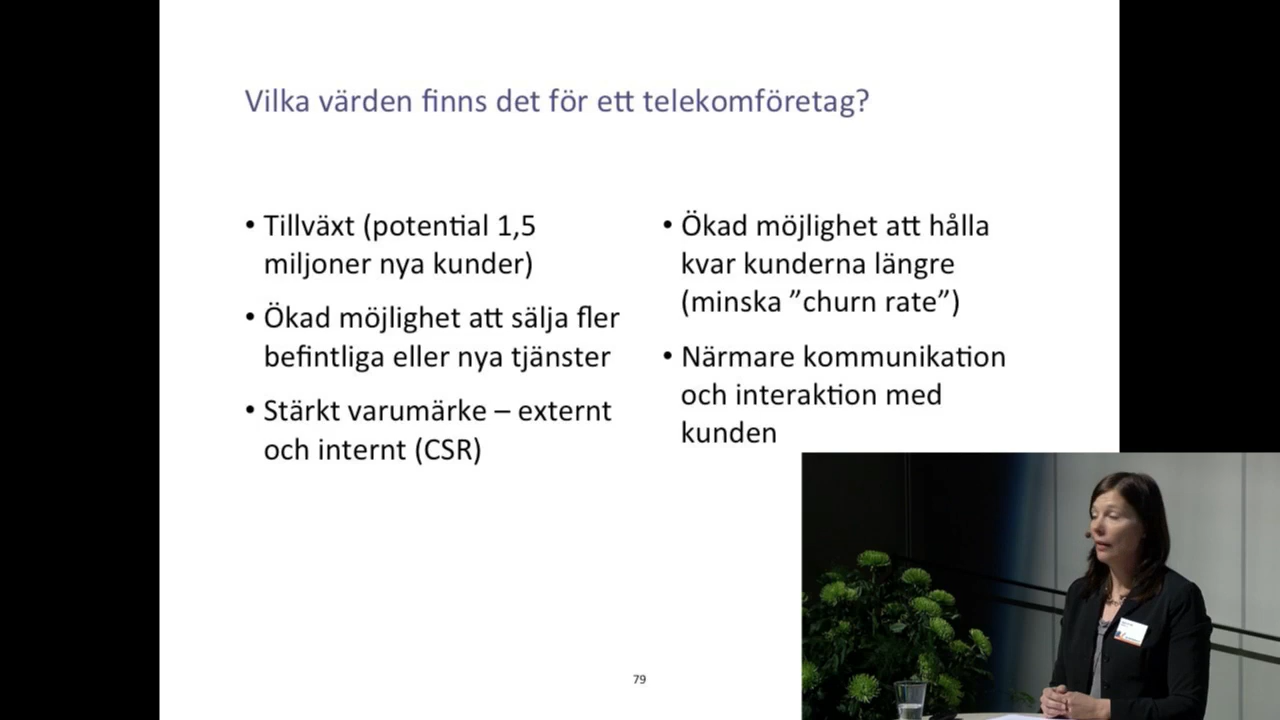 Vilka värden finns det för ett telekomföretag?
• Tillväxt (potential 1,5
miljoner nya kunder)
• Ökad möjlighet att sälja fler
befintliga eller nya tjänster
• Stärkt varumärke – externt
och internt (CSR)
• Ökad möjlighet att hålla
kvar kunderna längre
(minska ”churn rate”)
• Närmare kommunikation
och interaktion med
kunden
79